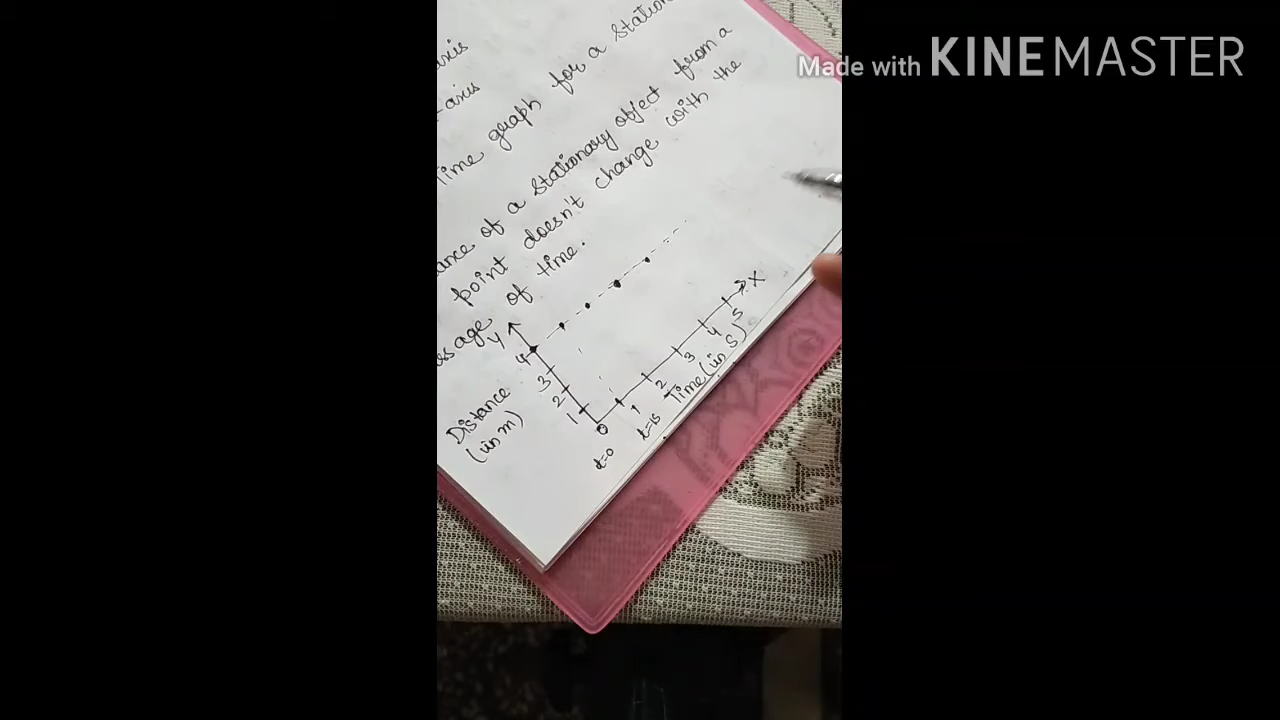 Made with KINEMASTER
axis
-axis
Time graph for a Station
ance of a Stationary object from a
point doesn't change with the
ssage of time.
Y
4
3
2
1
0
1
2
3
4
5
X
Distance
(in m)
Time (in S)
t=0
t=1s